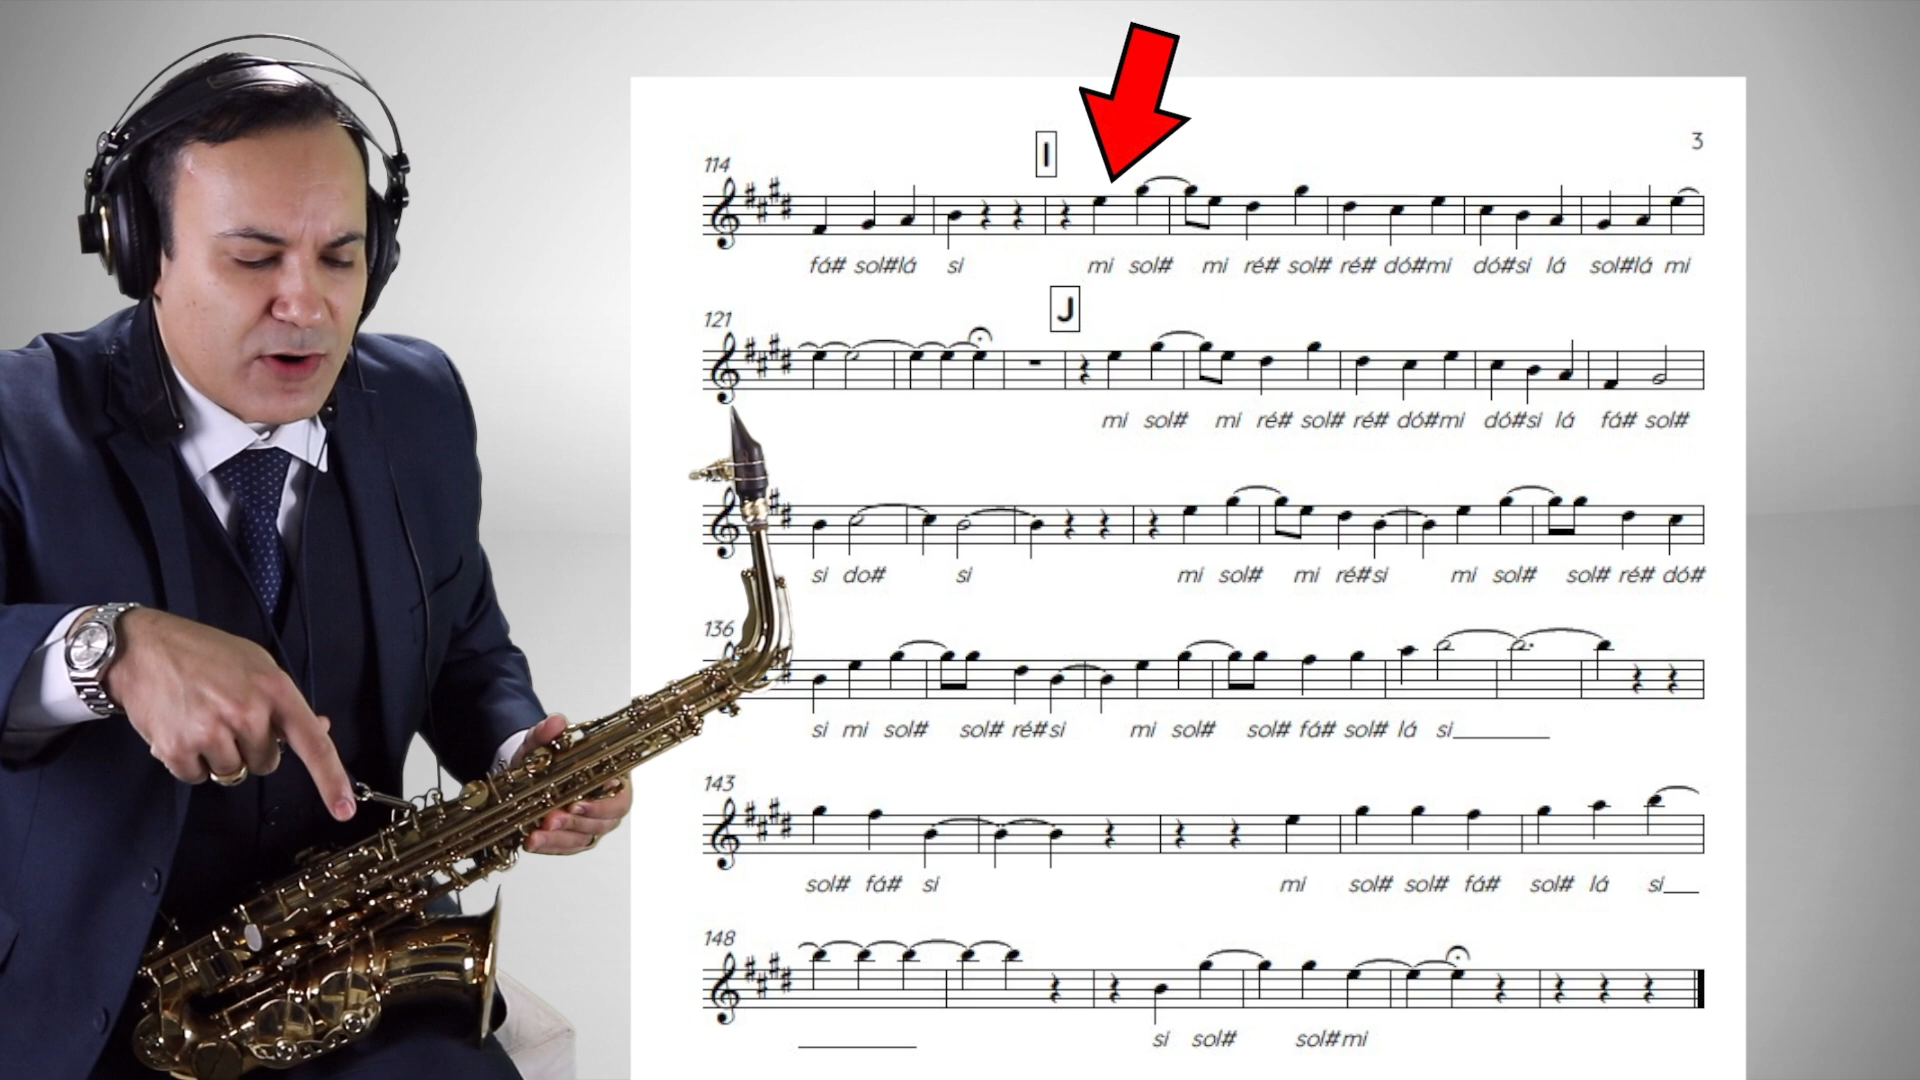 3
I
114
fá# sol#lá si mi sol# mi ré# sol# ré# dó#mi dó#si lá sol#lá mi
J
121
mi sol# mi ré# sol# ré# dó#mi dó#si lá fá# sol#
si do# si mi sol# mi ré#si mi sol# sol# ré# dó#
136
si mi sol# sol# ré#si mi sol# sol# fá# sol# lá si
143
sol# fá# si mi sol# sol# fá# sol# lá si
148
si sol# sol#mi